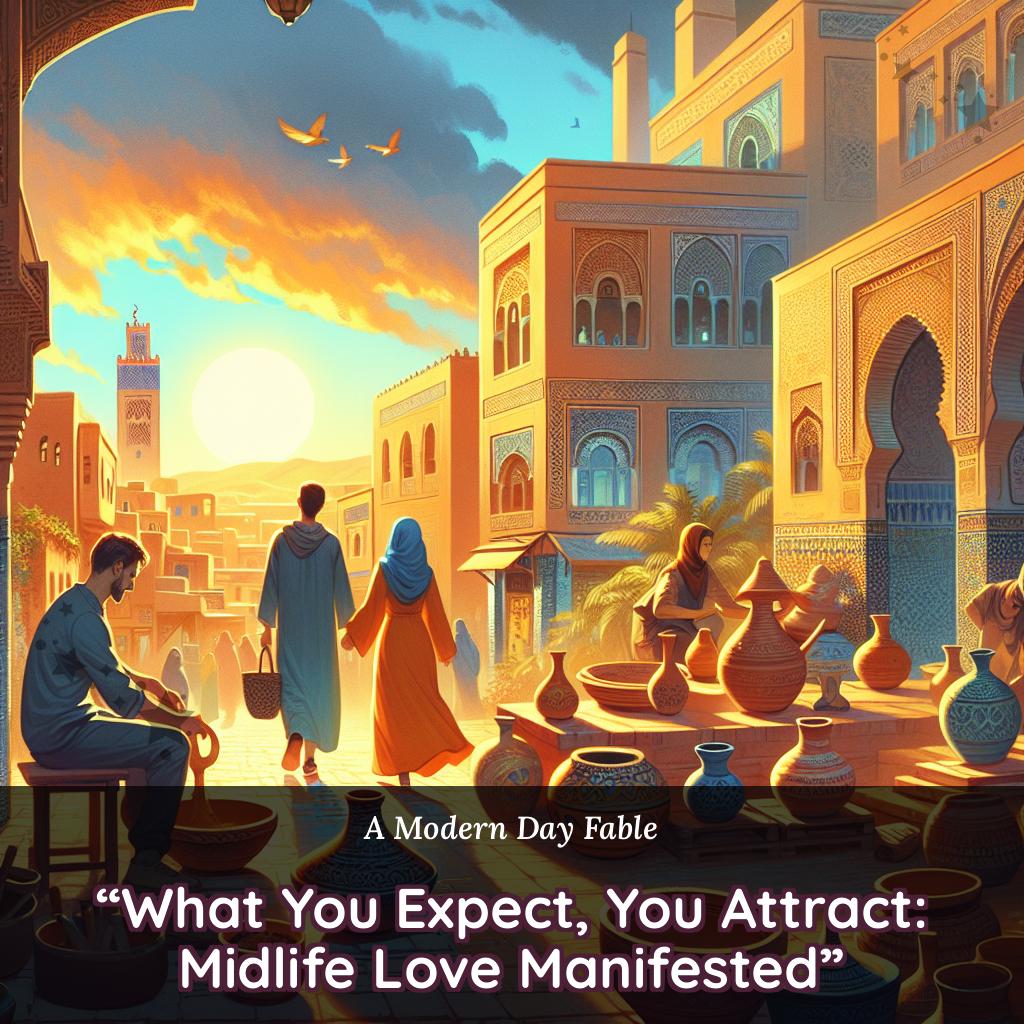 A Modern Day Fable
“What You Expect, You Attract:
Midlife Love Manifested”